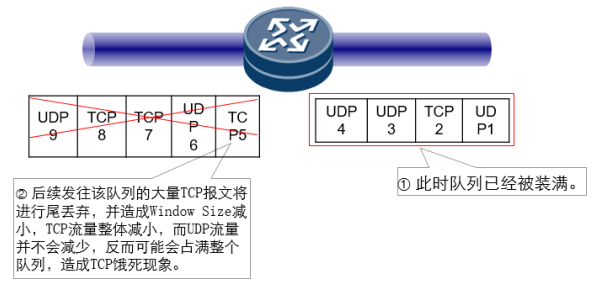 UDP 9
TCP 8
TCP 7
UD P 6
TC P5
UDP 4
UDP 3
TCP 2
UD P1
① 此时队列已经被装满。
② 后续发往该队列的大量TCP报文将
进行尾丢弃，并造成Window Size减
小，TCP流量整体减小，而UDP流量
并不会减少，反而可能会占满整个
队列，造成TCP饿死现象。